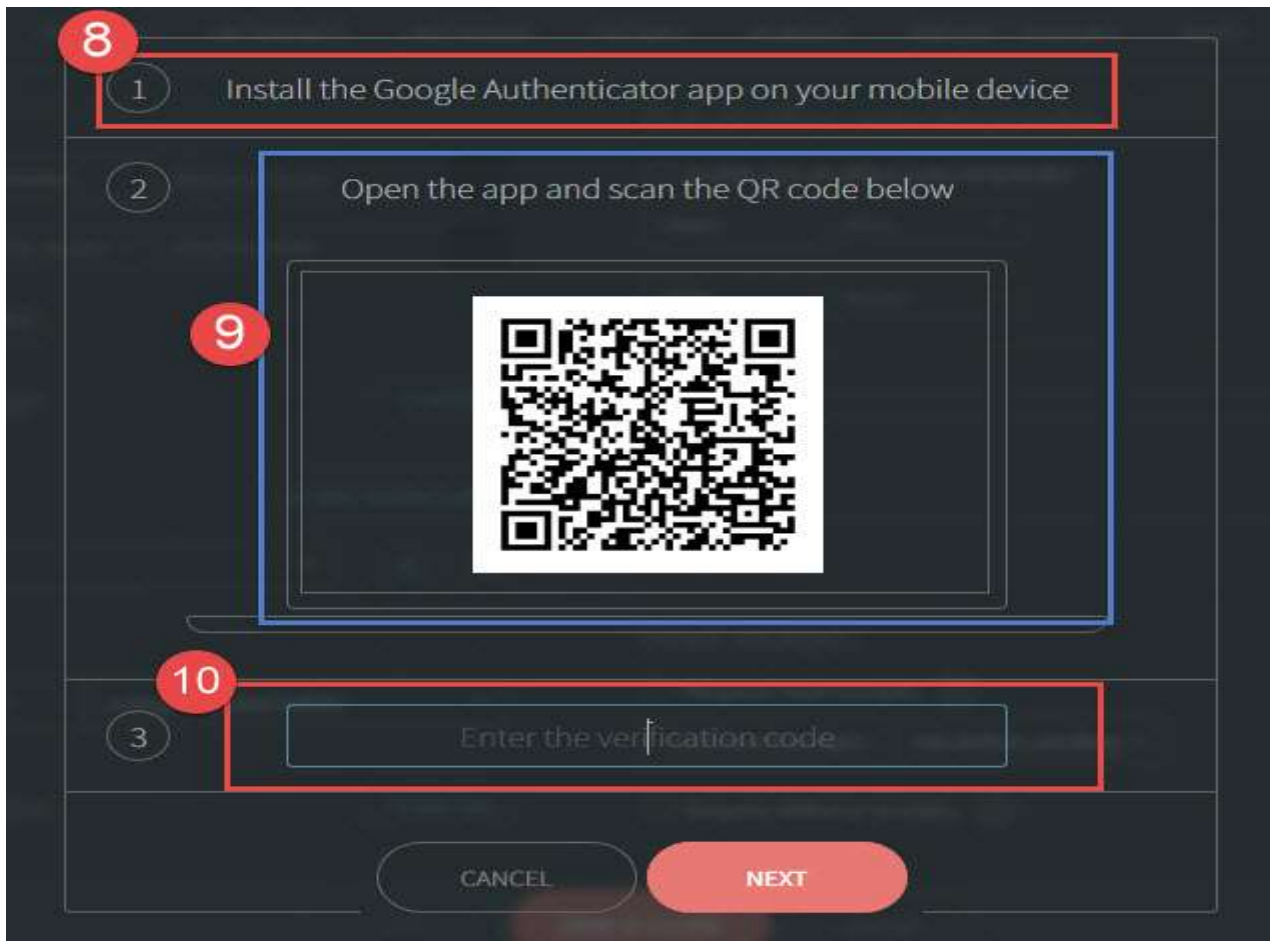 8
1 Install the Google Authenticator app on your mobile device
2 Open the app and scan the QR code below
9
10
3 Enter the verification code
CANCEL NEXT